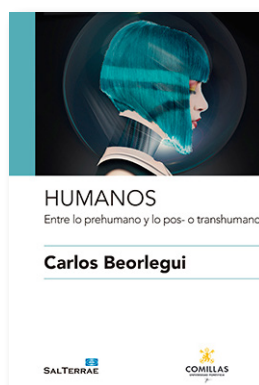 HUMANOS
Entre lo prehumano y lo pos- o transhumano
Carlos Beorlegui
SALTERRAE
COMILLAS